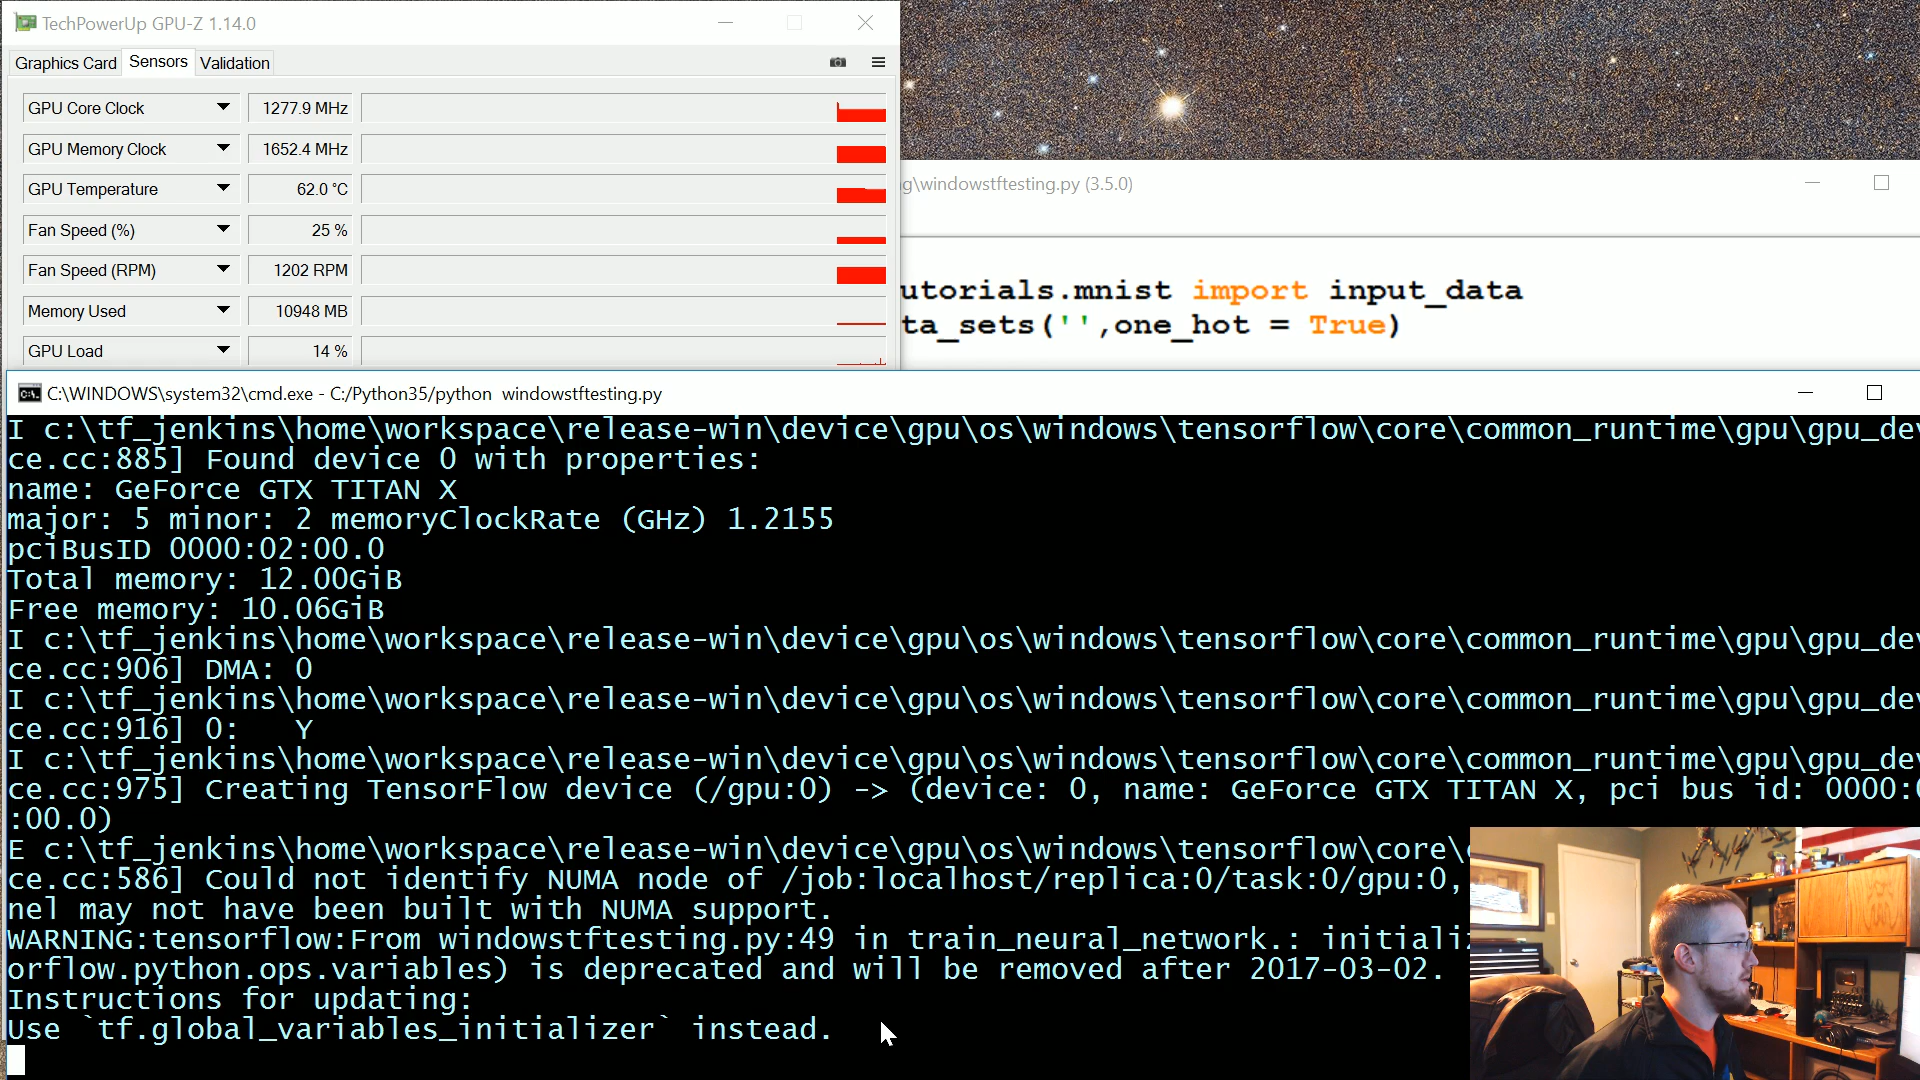 TechPowerUp GPU-Z 1.14.0
Graphics Card Sensors Validation
GPU Core Clock 1277.9 MHz
GPU Memory Clock 1652.4 MHz
GPU Temperature 62.0 °C
Fan Speed (%) 25 %
Fan Speed (RPM) 1202 RPM
Memory Used 10948 MB
GPU Load 14 %
g\windowstftesting.py (3.5.0)
utorials.mnist import input_data
ta_sets('',one_hot = True)
C:\WINDOWS\system32\cmd.exe - C:/Python35/python windowstftesting.py
I c:\tf_jenkins\home\workspace\release-win\device\gpu\os\windows\tensorflow\core\common_runtime\gpu\gpu_dev
ce.cc:885] Found device 0 with properties:
name: GeForce GTX TITAN X
major: 5 minor: 2 memoryClockRate (GHz) 1.2155
pciBusID 0000:02:00.0
Total memory: 12.00GiB
Free memory: 10.06GiB
I c:\tf_jenkins\home\workspace\release-win\device\gpu\os\windows\tensorflow\core\common_runtime\gpu\gpu_dev
ce.cc:906] DMA: 0
I c:\tf_jenkins\home\workspace\release-win\device\gpu\os\windows\tensorflow\core\common_runtime\gpu\gpu_dev
ce.cc:916] 0:   Y
I c:\tf_jenkins\home\workspace\release-win\device\gpu\os\windows\tensorflow\core\common_runtime\gpu\gpu_dev
ce.cc:975] Creating TensorFlow device (/gpu:0) -> (device: 0, name: GeForce GTX TITAN X, pci bus id: 0000:0
:00.0)
E c:\tf_jenkins\home\workspace\release-win\device\gpu\os\windows\tensorflow\core\c
ce.cc:586] Could not identify NUMA node of /job:localhost/replica:0/task:0/gpu:0,
nel may not have been built with NUMA support.
WARNING:tensorflow:From windowstftesting.py:49 in train_neural_network.: initializ
orflow.python.ops.variables) is deprecated and will be removed after 2017-03-02.
Instructions for updating:
Use `tf.global_variables_initializer` instead.